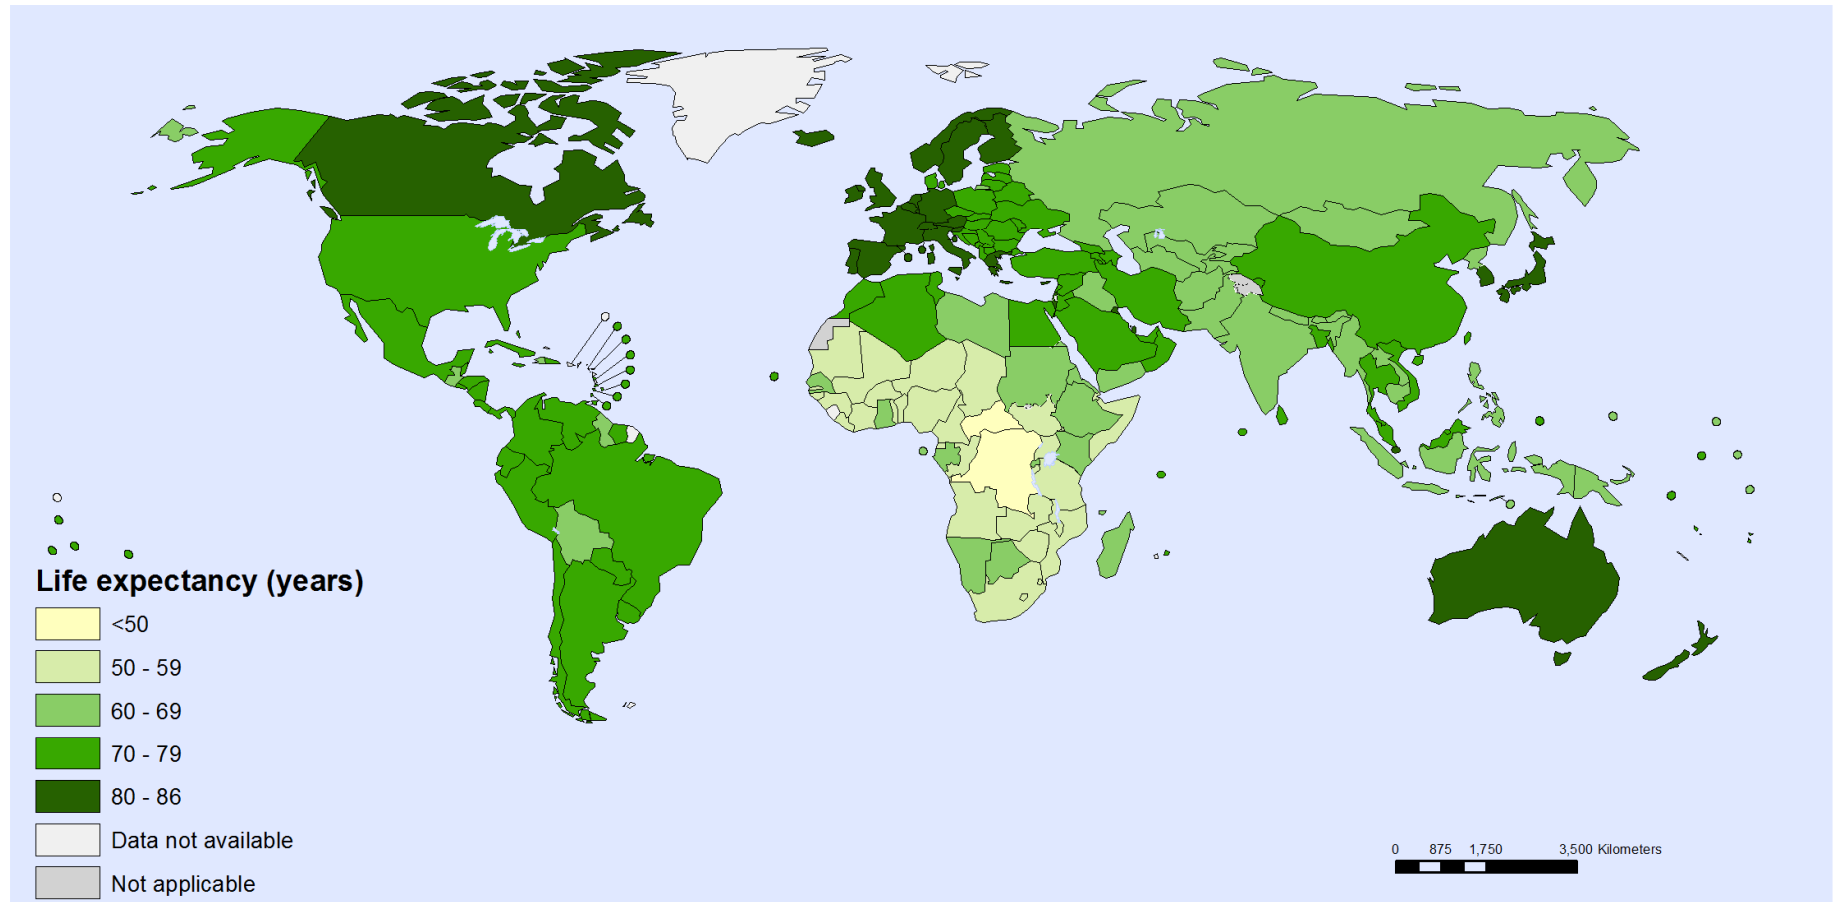 Life expectancy (years)
<50
50 - 59
60 - 69
70 - 79
80 - 86
Data not available
Not applicable
0 875 1,750 3,500 Kilometers